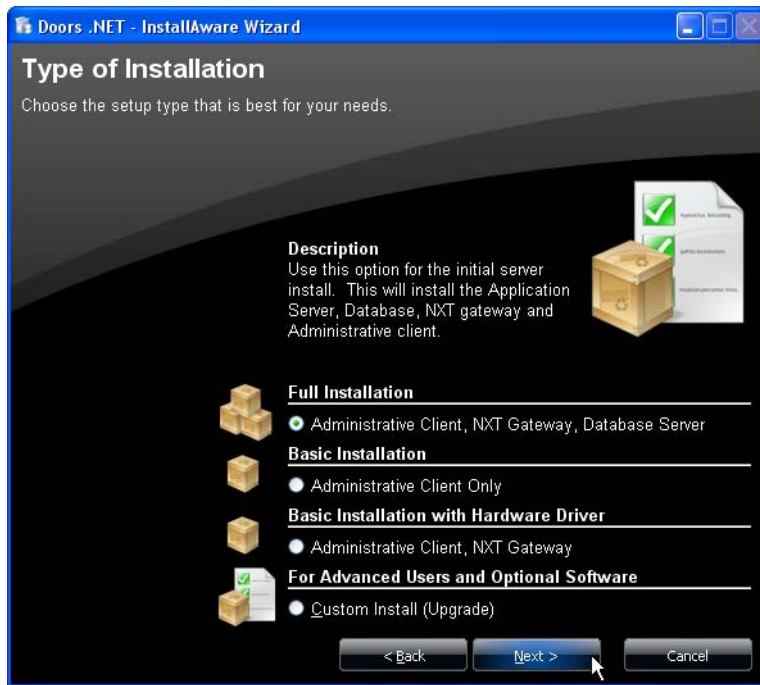 Doors .NET - InstallAware Wizard
Type of Installation
Choose the setup type that is best for your needs.
Description
Use this option for the initial server
install. This will install the Application
Server, Database, NXT gateway and
Administrative client.
Full Installation
Administrative Client, NXT Gateway, Database Server
Basic Installation
Administrative Client Only
Basic Installation with Hardware Driver
Administrative Client, NXT Gateway
For Advanced Users and Optional Software
Custom Install (Upgrade)
< Back
Next >
Cancel